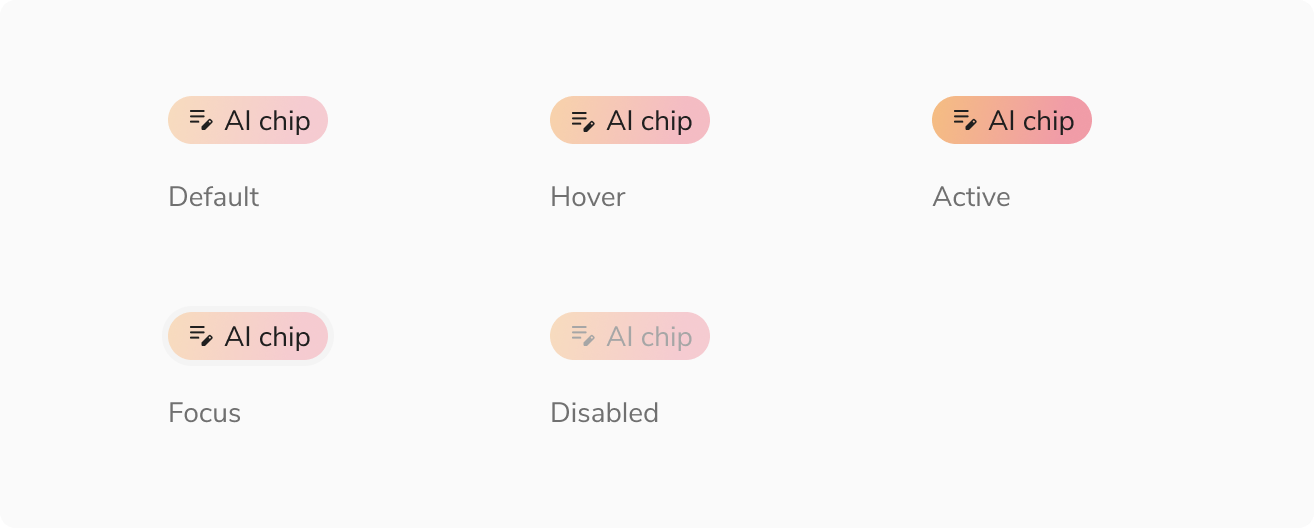 AI chip
AI chip
AI chip
Default
Hover
Active
AI chip
AI chip
Focus
Disabled